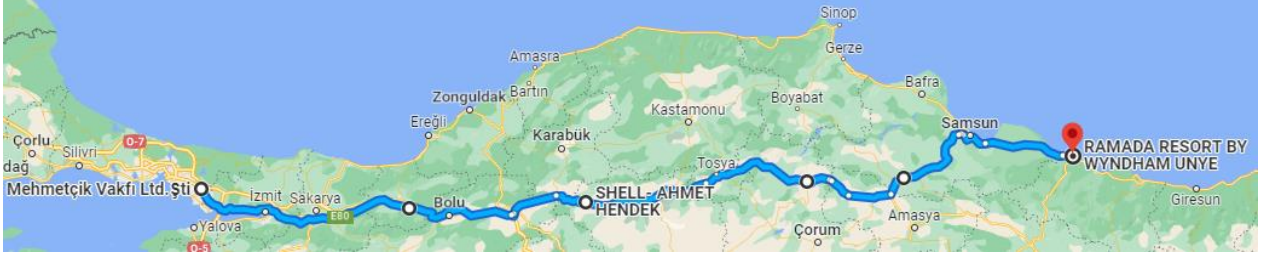 Sinop
Gerze
Amasra
Bartın
Zonguldak
Ereğli
Bafra
Boyabat
Kastamonu
Karabük
Samsun
O-7
Çorlu
Silivri
dağ
Mehmetçik Vakfı Ltd. Şti
İzmit
Sakarya
E80
Yalova
O-5
Bolu
SHELL- AHMET
HENDEK
Tosya
Çorum
Amasya
RAMADA RESORT BY
WYNDHAM UNYE
Giresun